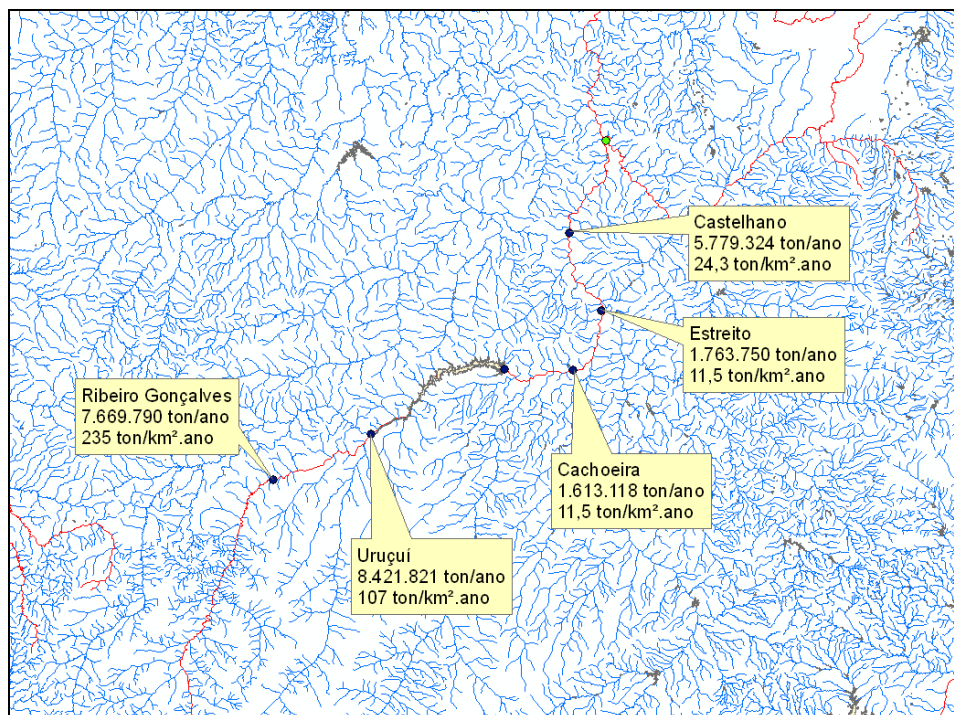 Castelhano
5.779.324 ton/ano
24,3 ton/km².ano
Estreito
1.763.750 ton/ano
11,5 ton/km².ano
Ribeiro Gonçalves
7.669.790 ton/ano
235 ton/km².ano
Cachoeira
1.613.118 ton/ano
11,5 ton/km².ano
Uruçuí
8.421.821 ton/ano
107 ton/km².ano